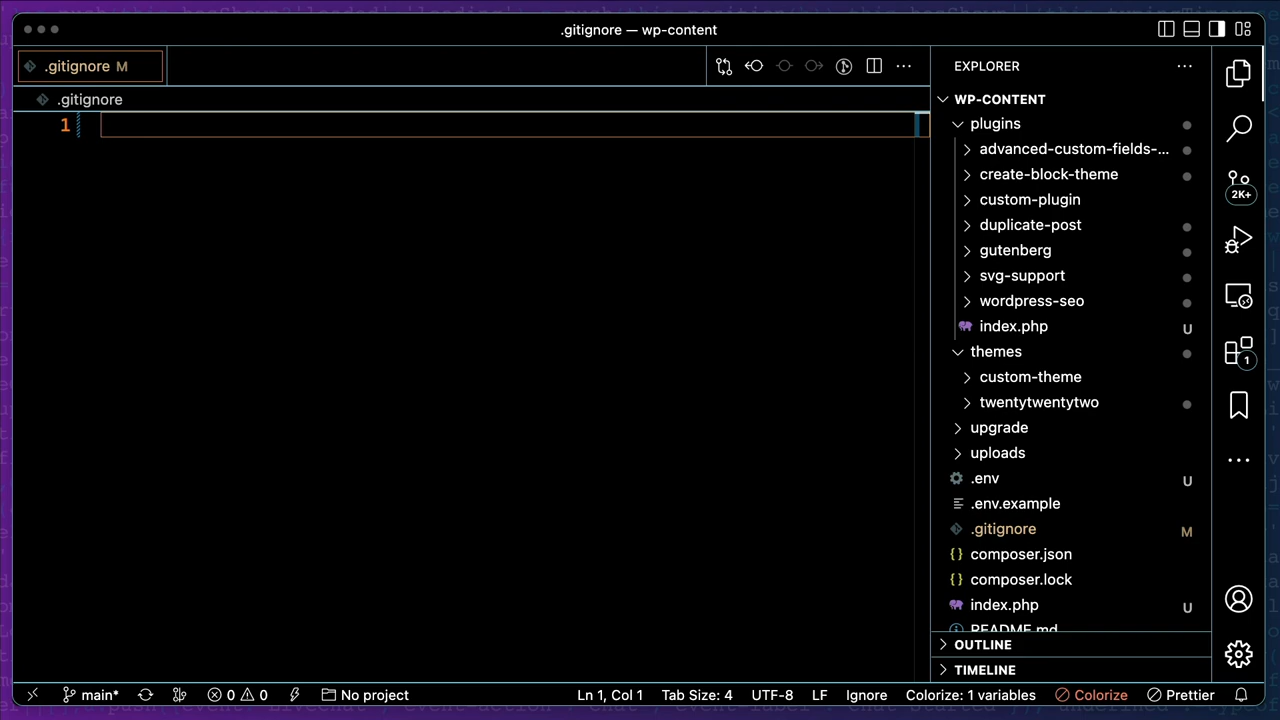 .gitignore — wp-content
.gitignore M
.gitignore
1
EXPLORER
WP-CONTENT
plugins
advanced-custom-fields-...
create-block-theme
custom-plugin
duplicate-post
gutenberg
svg-support
wordpress-seo
index.php U
themes
custom-theme
twentytwentytwo
upgrade
uploads
.env U
.env.example
.gitignore M
composer.json
composer.lock
index.php U
README.md
OUTLINE
TIMELINE
2K+
1
main* 0 0 No project Ln 1, Col 1 Tab Size: 4 UTF-8 LF Ignore Colorize: 1 variables Colorize Prettier